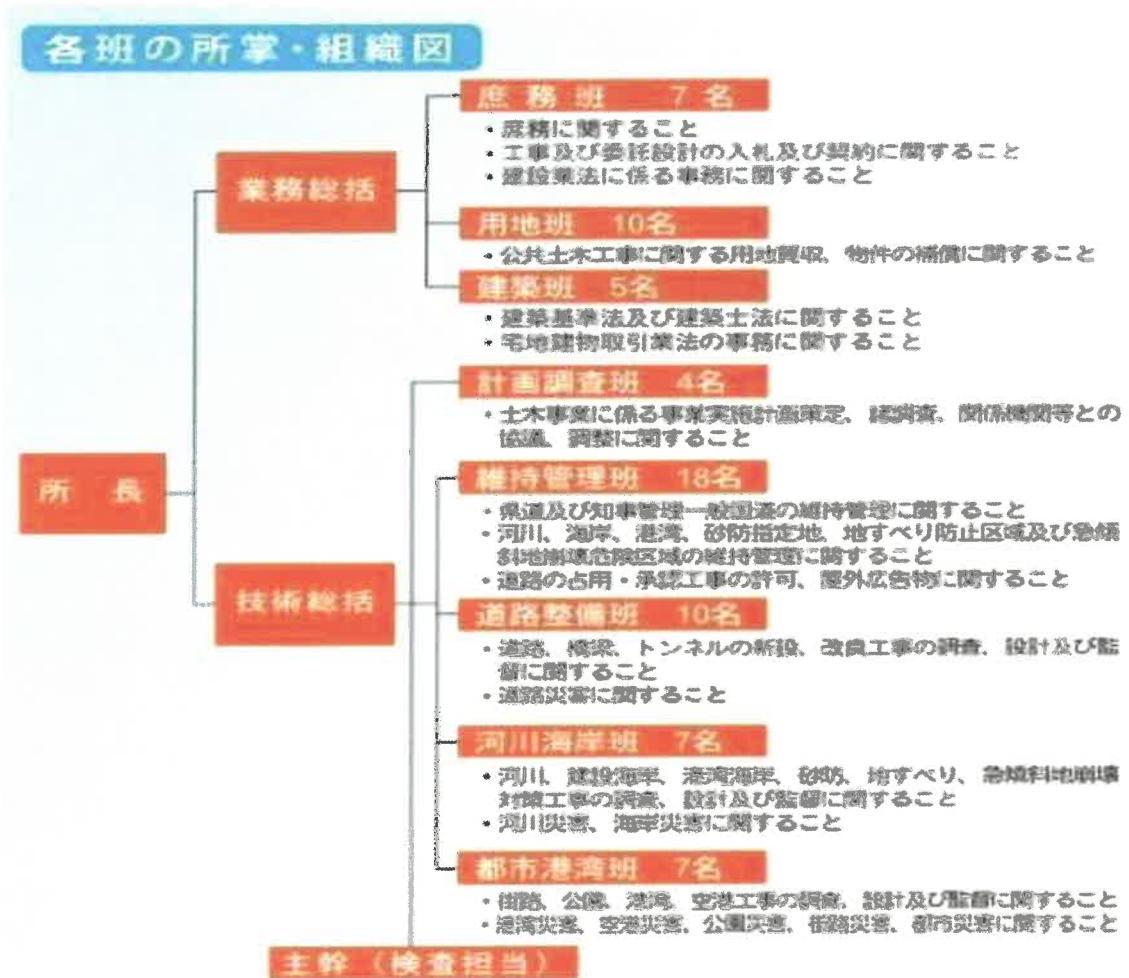 各班の所掌・組織図
庶務班 7名
・庶務に関すること
・工事及び委託設計の入札及び契約に関すること
・建設業法に係る事務に関すること
業務総括
用地班 10名
・公共土木工事に関する用地買収、物件の補償に関すること
建築班 5名
・建築基準法及び建築士法に関すること
・宅地建物取引業法の事務に関すること
計画調査班 4名
・土木事業に係る事業実施計画策定、諸調査、関係機関等との
協議、調整に関すること
所長
維持管理班 18名
・県道及び知事管理一般国道の維持管理に関すること
・河川、海岸、港湾、砂防指定地、地すべり防止区域及び急傾
斜地崩壊危険区域の維持管理に関すること
・道路の占用・承認工事の許可、屋外広告物に関すること
技術総括
道路整備班 10名
・道路、橋梁、トンネルの新設、改良工事の調査、設計及び監
督に関すること
・道路災害に関すること
河川海岸班 7名
・河川、建設海岸、港湾海岸、砂防、地すべり、急傾斜地崩壊
対策工事の調査、設計及び監督に関すること
・河川災害、海岸災害に関すること
都市港湾班 7名
・街路、公園、港湾、空港工事の調査、設計及び監督に関すること
・港湾災害、空港災害、公園災害、街路災害、都市災害に関すること
主幹（検査担当）